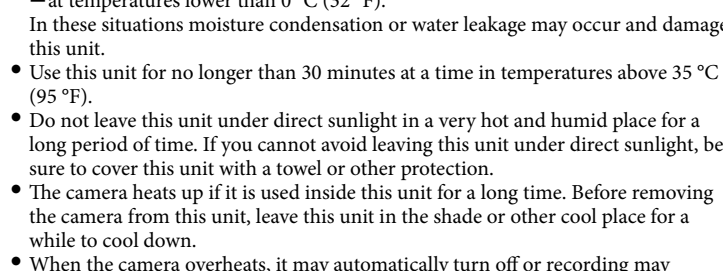 – at temperatures lower than 0 °C (32 °F).
In these situations moisture condensation or water leakage may occur and damage
this unit.
• Use this unit for no longer than 30 minutes at a time in temperatures above 35 °C
(95 °F).
• Do not leave this unit under direct sunlight in a very hot and humid place for a
long period of time. If you cannot avoid leaving this unit under direct sunlight, be
sure to cover this unit with a towel or other protection.
• The camera heats up if it is used inside this unit for a long time. Before removing
the camera from this unit, leave this unit in the shade or other cool place for a
while to cool down.
• When the camera overheats, it may automatically turn off or recording may